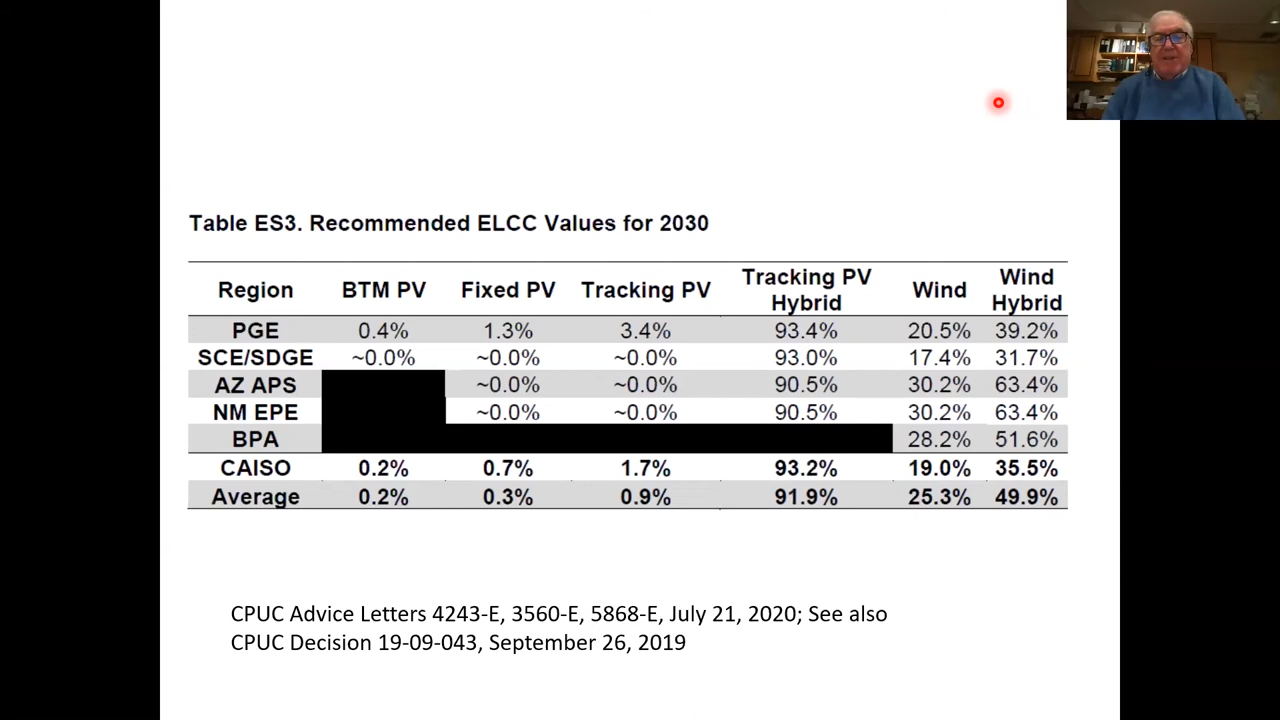 Table ES3. Recommended ELCC Values for 2030
Region BTM PV Fixed PV Tracking PV Tracking PV Hybrid Wind Wind Hybrid
PGE 0.4% 1.3% 3.4% 93.4% 20.5% 39.2%
SCE/SDGE ~0.0% ~0.0% ~0.0% 93.0% 17.4% 31.7%
AZ APS ~0.0% ~0.0% 90.5% 30.2% 63.4%
NM EPE ~0.0% ~0.0% 90.5% 30.2% 63.4%
BPA 28.2% 51.6%
CAISO 0.2% 0.7% 1.7% 93.2% 19.0% 35.5%
Average 0.2% 0.3% 0.9% 91.9% 25.3% 49.9%
CPUC Advice Letters 4243-E, 3560-E, 5868-E, July 21, 2020; See also
CPUC Decision 19-09-043, September 26, 2019